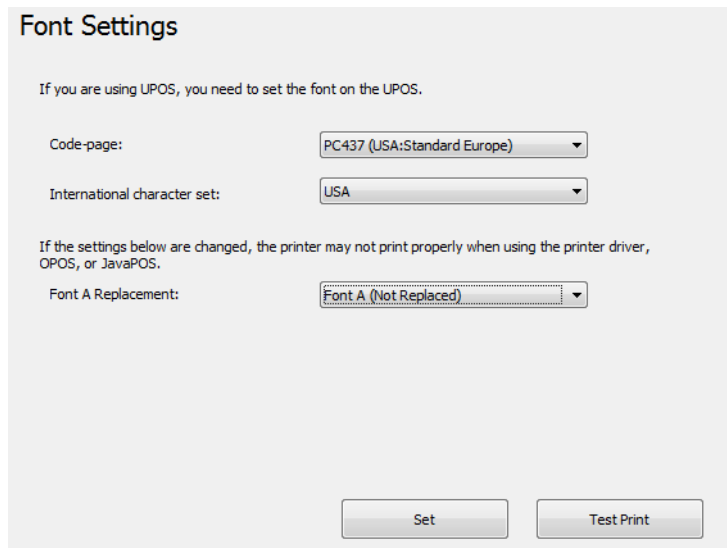 Font Settings
If you are using UPOS, you need to set the font on the UPOS.
Code-page: PC437 (USA:Standard Europe)
International character set: USA
If the settings below are changed, the printer may not print properly when using the printer driver,
OPOS, or JavaPOS.
Font A Replacement: Font A (Not Replaced)
Set Test Print